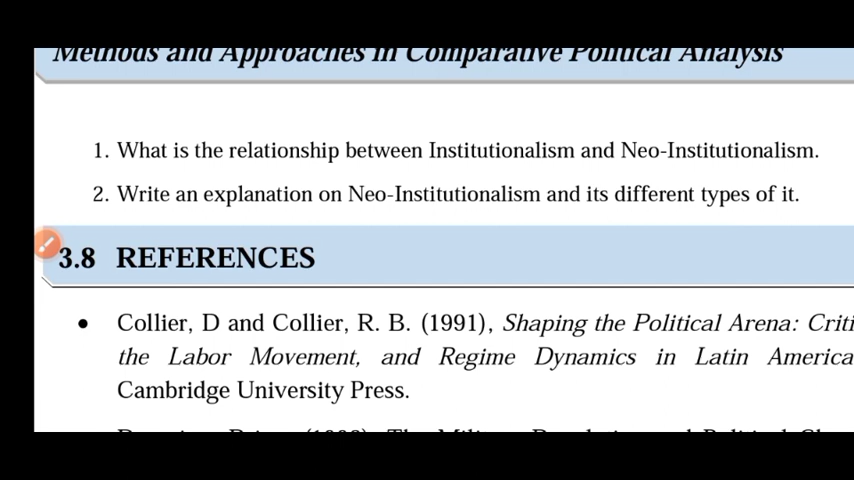 Methods and Approaches in Comparative Political Analysis
1. What is the relationship between Institutionalism and Neo-Institutionalism.
2. Write an explanation on Neo-Institutionalism and its different types of it.
3.8 REFERENCES
• Collier, D and Collier, R. B. (1991), Shaping the Political Arena: Criti
the Labor Movement, and Regime Dynamics in Latin America
Cambridge University Press.